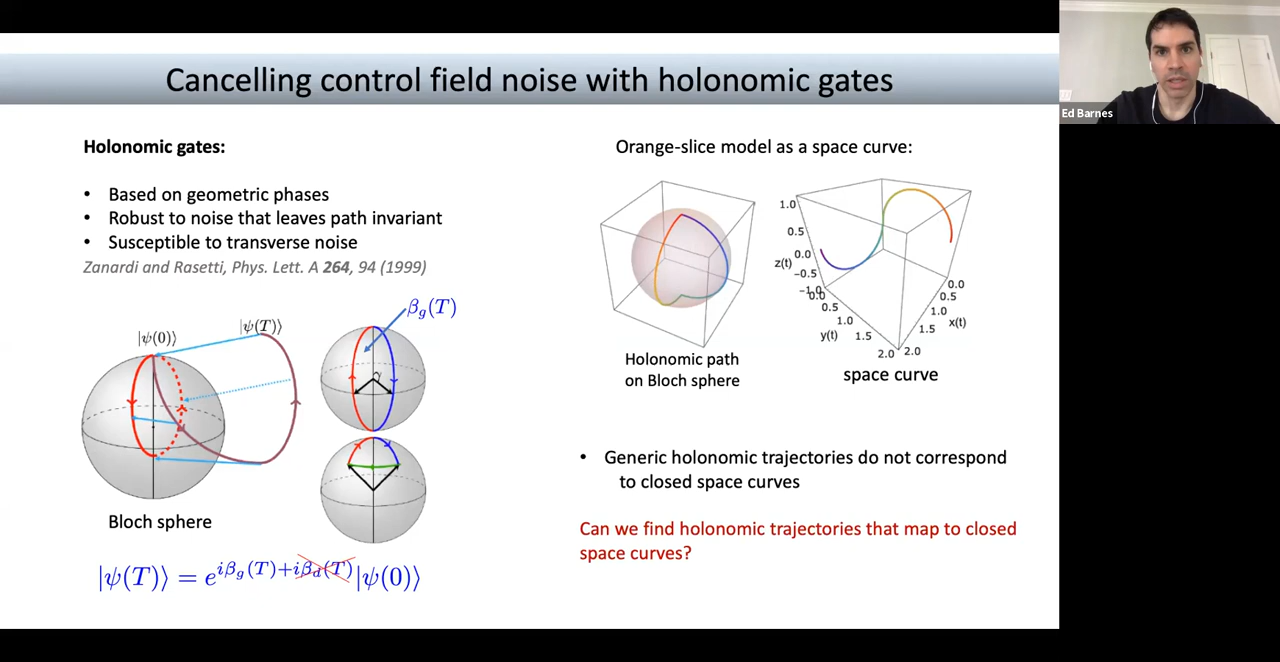 Cancelling control field noise with holonomic gates
Ed Barnes
Holonomic gates:
• Based on geometric phases
• Robust to noise that leaves path invariant
• Susceptible to transverse noise
Zanardi and Rasetti, Phys. Lett. A 264, 94 (1999)
|ψ(0)⟩
|ψ(T)⟩
β_g(T)
γ
Bloch sphere
|ψ(T)⟩ = e^{iβ_g(T)+iβ_d(T)}|ψ(0)⟩
Orange-slice model as a space curve:
1.0
0.5
z(t) 0.0
−0.5
−1.0
0.0
0.5
1.0
y(t) 1.5
2.0
0.0
0.5
1.0
x(t)
1.5
2.0
Holonomic path
on Bloch sphere
space curve
• Generic holonomic trajectories do not correspond
to closed space curves
Can we find holonomic trajectories that map to closed
space curves?